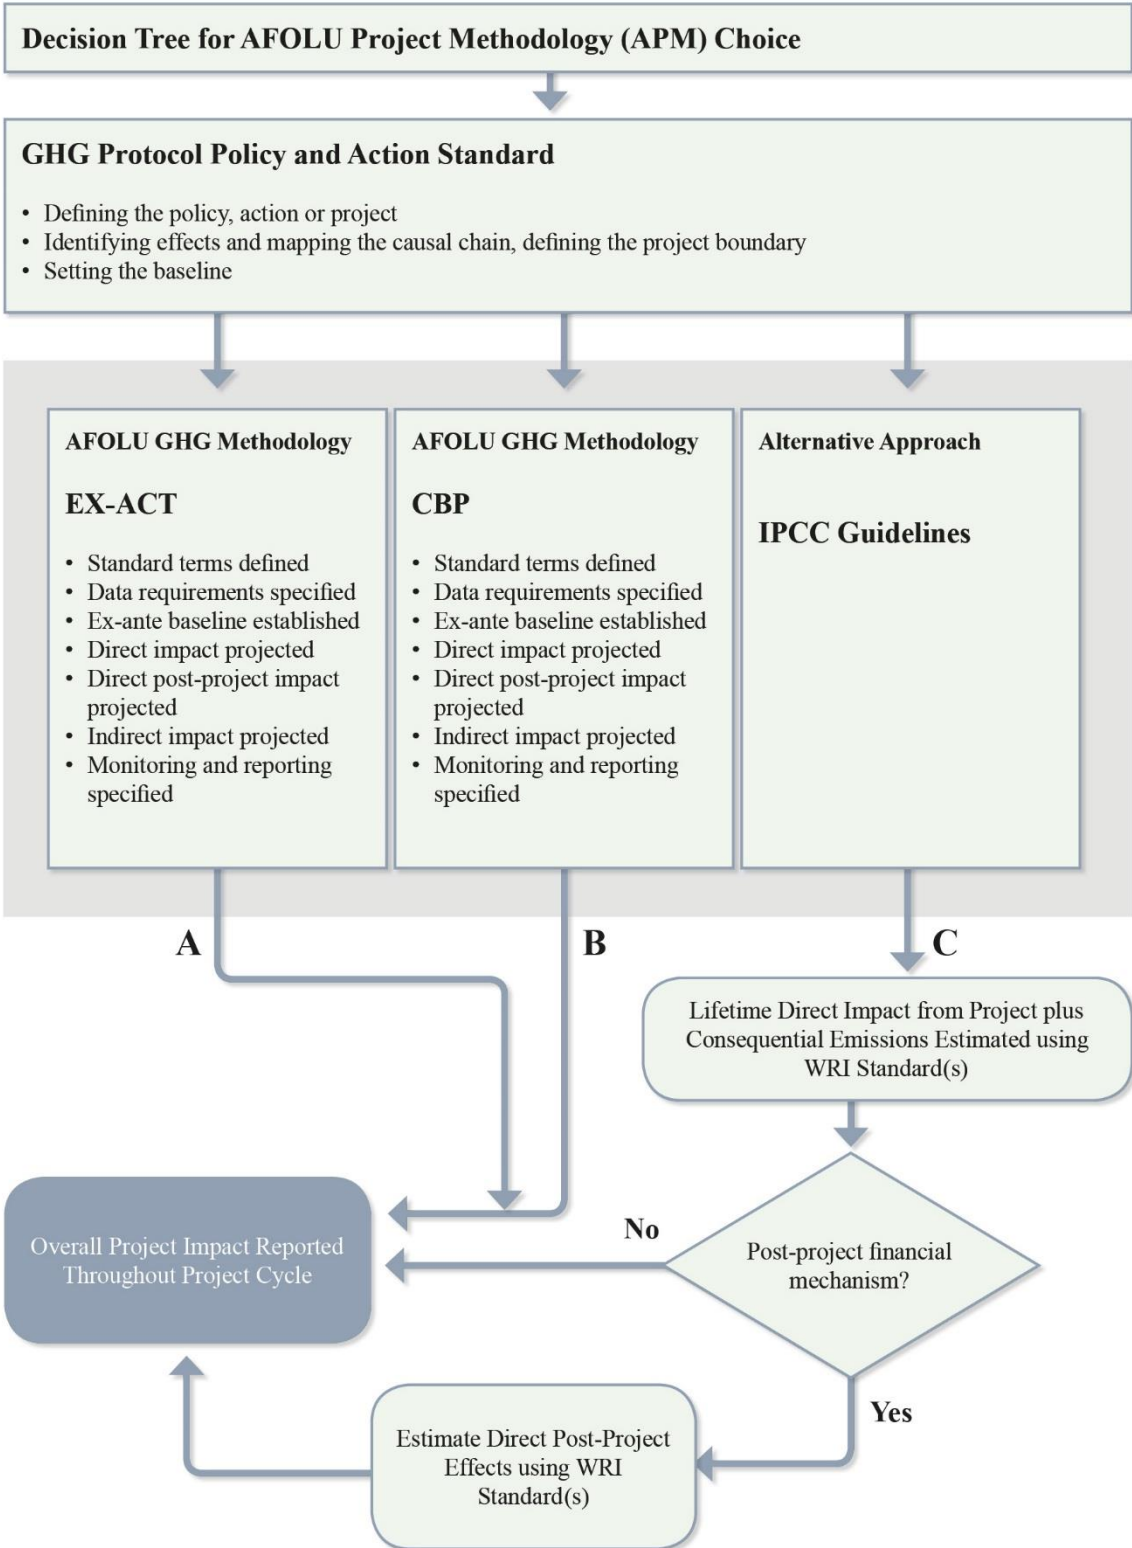 Decision Tree for AFOLU Project Methodology (APM) Choice
GHG Protocol Policy and Action Standard
• Defining the policy, action or project
• Identifying effects and mapping the causal chain, defining the project boundary
• Setting the baseline
AFOLU GHG Methodology
EX-ACT
• Standard terms defined
• Data requirements specified
• Ex-ante baseline established
• Direct impact projected
• Direct post-project impact
projected
• Indirect impact projected
• Monitoring and reporting
specified
AFOLU GHG Methodology
CBP
• Standard terms defined
• Data requirements specified
• Ex-ante baseline established
• Direct impact projected
• Direct post-project impact
projected
• Indirect impact projected
• Monitoring and reporting
specified
Alternative Approach
IPCC Guidelines
A
B
C
Lifetime Direct Impact from Project plus
Consequential Emissions Estimated using
WRI Standard(s)
Post-project financial
mechanism?
No
Yes
Overall Project Impact Reported
Throughout Project Cycle
Estimate Direct Post-Project
Effects using WRI
Standard(s)